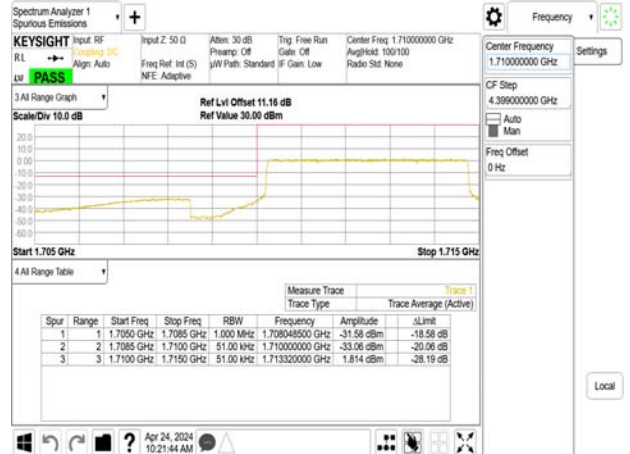 Spectrum Analyzer 1
Spurious Emissions
Frequency
KEYSIGHT
Input: RF
Coupling: DC
Align: Auto
Input Z: 50 Ω
Freq Ref: Int (S)
NFE: Adaptive
Atten: 30 dB
Preamp: Off
µW Path: Standard
Trig: Free Run
Gate: Off
IF Gain: Low
Center Freq: 1.710000000 GHz
Avg|Hold: 100/100
Radio Std: None
RL
PASS
Center Frequency
1.710000000 GHz
Settings
CF Step
4.399000000 GHz
Auto
Man
Freq Offset
0 Hz
3 All Range Graph
Scale/Div 10.0 dB
Ref Lvl Offset 11.16 dB
Ref Value 30.00 dBm
20.0
10.0
0.00
-10.0
-20.0
-30.0
-40.0
-50.0
-60.0
Start 1.705 GHz
Stop 1.715 GHz
4 All Range Table
Measure Trace Trace 1
Trace Type Trace Average (Active)
Spur Range Start Freq Stop Freq RBW Frequency Amplitude ΔLimit
1 1 1.7050 GHz 1.7085 GHz 1.000 MHz 1.708048500 GHz -31.58 dBm -18.58 dB
2 2 1.7085 GHz 1.7100 GHz 51.00 kHz 1.710000000 GHz -33.06 dBm -20.06 dB
3 3 1.7100 GHz 1.7150 GHz 51.00 kHz 1.713320000 GHz 1.814 dBm -28.19 dB
Local
Apr 24, 2024
10:21:44 AM